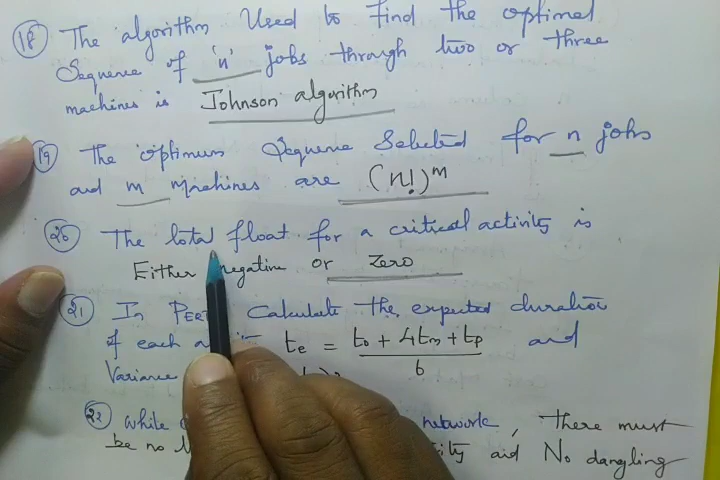 18 The algorithm Used to find the optimal
Sequence of 'n' jobs through two or three
machines is Johnson algorithm
19 The optimum Sequence Selected for n jobs
and m Machines are (n!)^m
20 The total float for a critical activity is
Either negative or Zero
21 In PERT Calculate the expected duration
of each te = to + 4tm + tp / 6 and
Variance
22 While network, There must
be no and No dangling